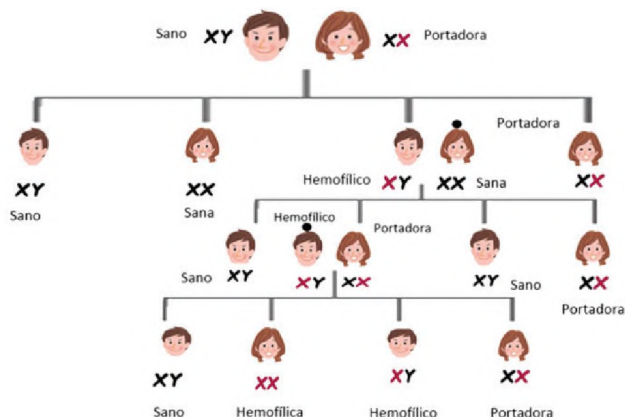 Sano XY XX Portadora
Portadora
XY XX Hemofílico XY XX Sana XX
Sano Sana
Hemofílico Portadora
Sano XY XY XX XY Sano XX
Portadora
XY XX XY XX
Sano Hemofílica Hemofílico Portadora